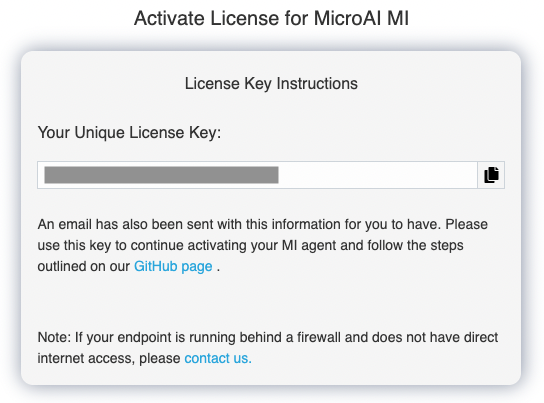 Activate License for MicroAI MI
License Key Instructions
Your Unique License Key:
An email has also been sent with this information for you to have. Please
use this key to continue activating your MI agent and follow the steps
outlined on our GitHub page .
Note: If your endpoint is running behind a firewall and does not have direct
internet access, please contact us.